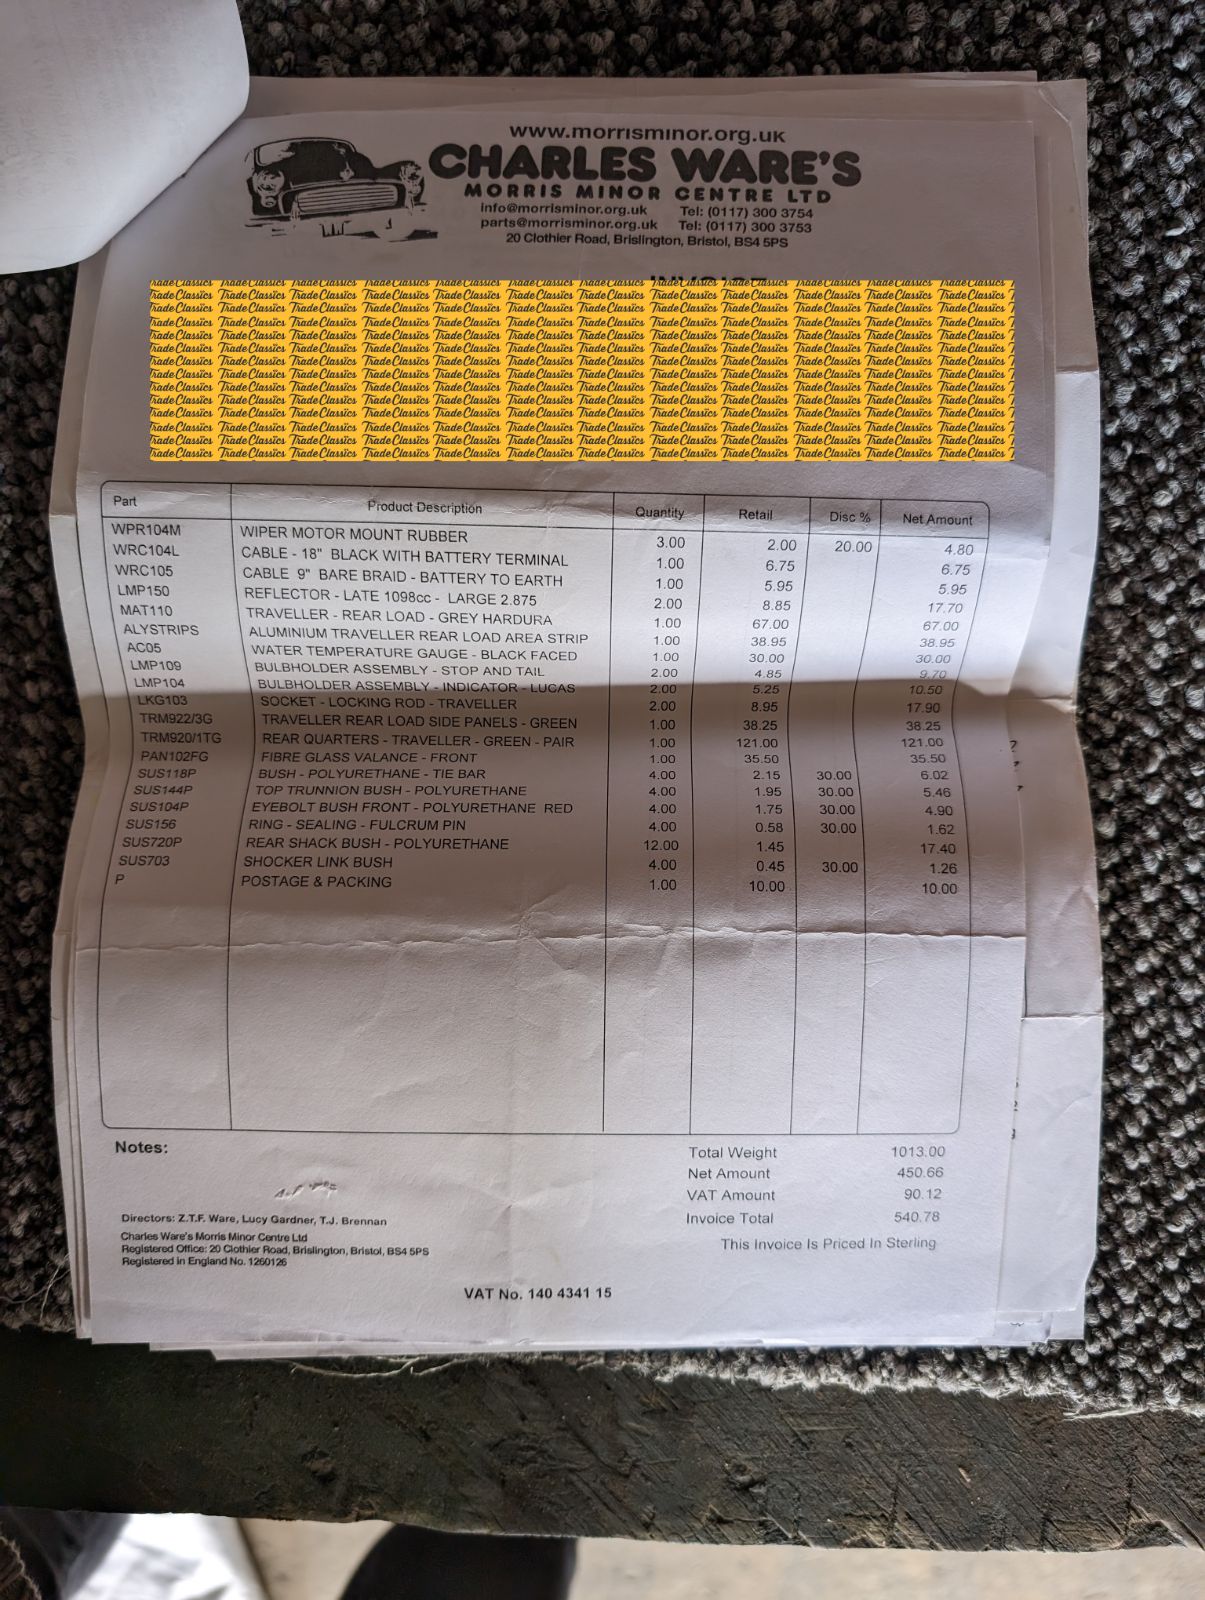 www.morrisminor.org.uk
CHARLES WARE'S
MORRIS MINOR CENTRE LTD
info@morrisminor.org.uk Tel: (0117) 300 3754
parts@morrisminor.org.uk Tel: (0117) 300 3753
20 Clothier Road, Brislington, Bristol, BS4 5PS
INVOICE
Trade Classics
Part Product Description Quantity Retail Disc % Net Amount
WPR104M WIPER MOTOR MOUNT RUBBER 3.00 2.00 20.00 4.80
WRC104L CABLE - 18" BLACK WITH BATTERY TERMINAL 1.00 6.75 6.75
WRC105 CABLE 9" BARE BRAID - BATTERY TO EARTH 1.00 5.95 5.95
LMP150 REFLECTOR - LATE 1098cc - LARGE 2.875 2.00 8.85 17.70
MAT110 TRAVELLER - REAR LOAD - GREY HARDURA 1.00 67.00 67.00
ALYSTRIPS ALUMINIUM TRAVELLER REAR LOAD AREA STRIP 1.00 38.95 38.95
AC05 WATER TEMPERATURE GAUGE - BLACK FACED 1.00 30.00 30.00
LMP109 BULBHOLDER ASSEMBLY - STOP AND TAIL 2.00 4.85 9.70
LMP104 BULBHOLDER ASSEMBLY - INDICATOR - LUCAS 2.00 5.25 10.50
LKG103 SOCKET - LOCKING ROD - TRAVELLER 2.00 8.95 17.90
TRM922/3G TRAVELLER REAR LOAD SIDE PANELS - GREEN 1.00 38.25 38.25
TRM920/1TG REAR QUARTERS - TRAVELLER - GREEN - PAIR 1.00 121.00 121.00
PAN102FG FIBRE GLASS VALANCE - FRONT 1.00 35.50 35.50
SUS118P BUSH - POLYURETHANE - TIE BAR 4.00 2.15 30.00 6.02
SUS144P TOP TRUNNION BUSH - POLYURETHANE 4.00 1.95 30.00 5.46
SUS104P EYEBOLT BUSH FRONT - POLYURETHANE RED 4.00 1.75 30.00 4.90
SUS156 RING - SEALING - FULCRUM PIN 4.00 0.58 30.00 1.62
SUS720P REAR SHACK BUSH - POLYURETHANE 12.00 1.45 17.40
SUS703 SHOCKER LINK BUSH 4.00 0.45 30.00 1.26
P POSTAGE & PACKING 1.00 10.00 10.00
Notes:
Total Weight 1013.00
Net Amount 450.66
VAT Amount 90.12
Invoice Total 540.78
This Invoice Is Priced In Sterling
Directors: Z.T.F. Ware, Lucy Gardner, T.J. Brennan
Charles Ware's Morris Minor Centre Ltd
Registered Office: 20 Clothier Road, Brislington, Bristol, BS4 5PS
Registered in England No. 1260126
VAT No. 140 4341 15